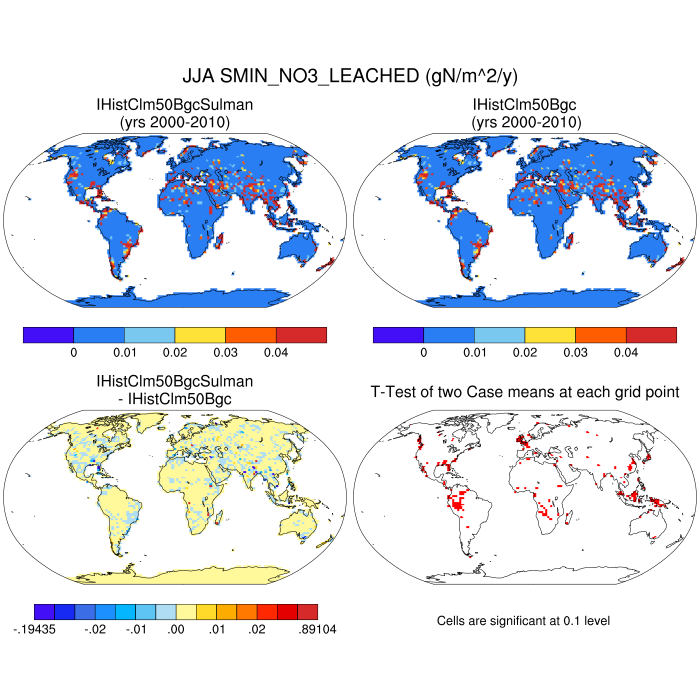 JJA SMIN_NO3_LEACHED (gN/m^2/y)
IHistClm50BgcSulman
(yrs 2000-2010)
IHistClm50Bgc
(yrs 2000-2010)
0 0.01 0.02 0.03 0.04
0 0.01 0.02 0.03 0.04
IHistClm50BgcSulman
- IHistClm50Bgc
T-Test of two Case means at each grid point
-.19435 -.02 -.01 .00 .01 .02 .89104
Cells are significant at 0.1 level